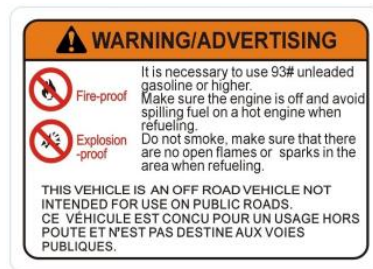 WARNING/ADVERTISING
It is necessary to use 93# unleaded
gasoline or higher.
Fire-proof
Make sure the engine is off and avoid
spilling fuel on a hot engine when
refueling.
Explosion
-proof
Do not smoke, make sure that there
are no open flames or sparks in the
area when refueling.
THIS VEHICLE IS AN OFF ROAD VEHICLE NOT
INTENDED FOR USE ON PUBLIC ROADS.
CE VÉHICULE EST CONCU POUR UN USAGE HORS
POUTE ET N'EST PAS DESTINE AUX VOIES
PUBLIQUES.